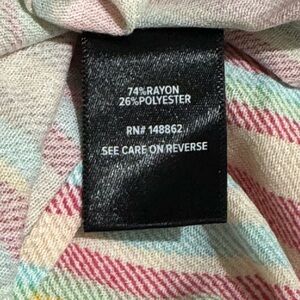 74%RAYON
26%POLYESTER
RN# 148862
SEE CARE ON REVERSE